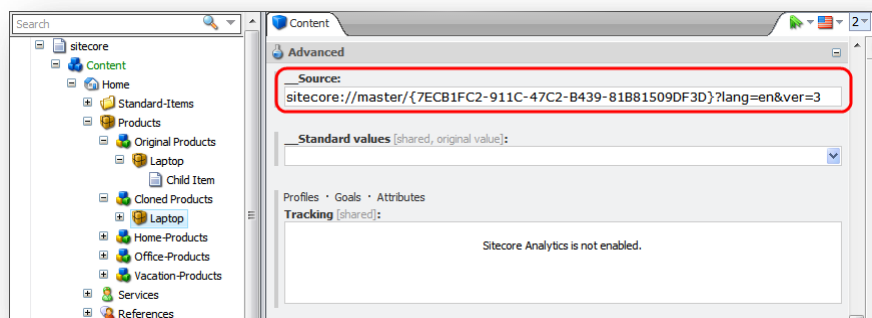 Search
sitecore
Content
Home
Standard-Items
Products
Original Products
Laptop
Child Item
Cloned Products
Laptop
Home-Products
Office-Products
Vacation-Products
Services
References
Content
2
Advanced
__Source:
sitecore://master/{7ECB1FC2-911C-47C2-B439-81B81509DF3D}?lang=en&ver=3
__Standard values [shared, original value]:
Profiles · Goals · Attributes
Tracking [shared]:
Sitecore Analytics is not enabled.